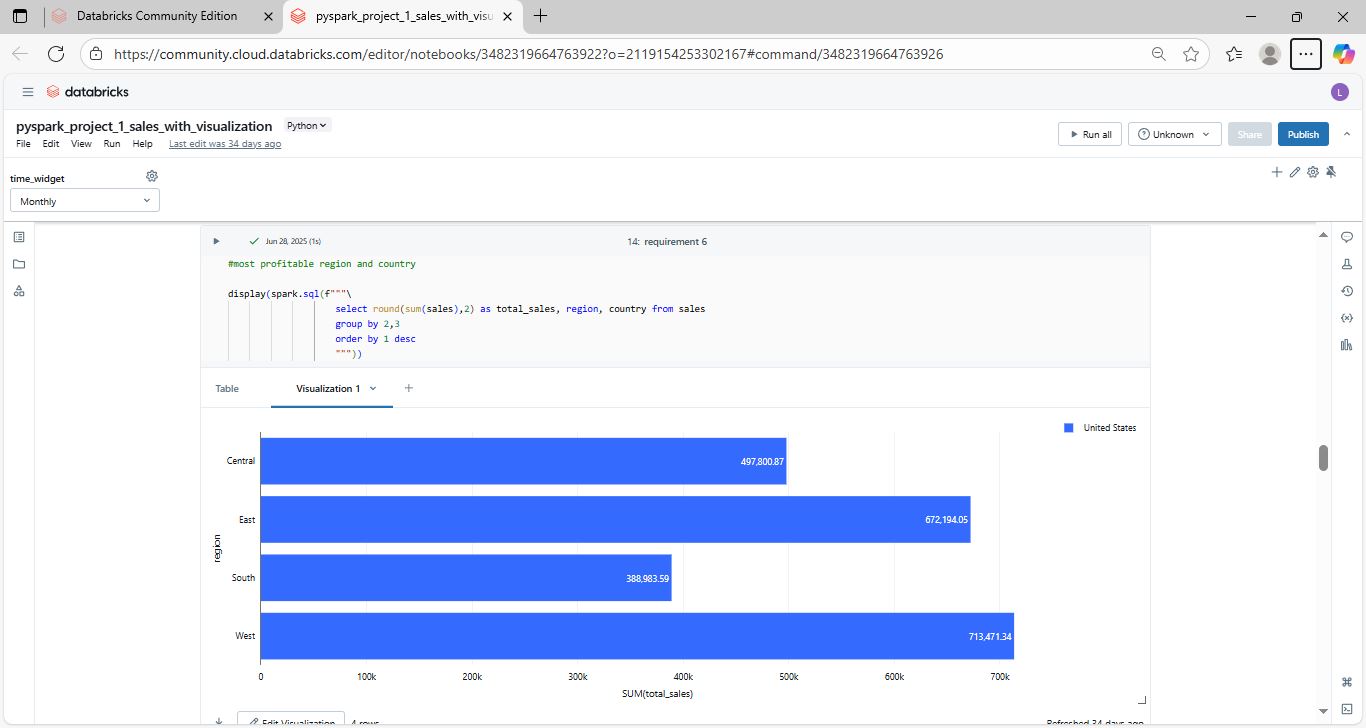 Databricks Community Edition
pyspark_project_1_sales_with_visu
https://community.cloud.databricks.com/editor/notebooks/3482319664763922?o=2119154253302167#command/3482319664763926
databricks
L
pyspark_project_1_sales_with_visualization Python
Run all
Unknown
Share
Publish
File Edit View Run Help Last edit was 34 days ago
time_widget
Monthly
Jun 28, 2025 (1s)
14: requirement 6
#most profitable region and country
display(spark.sql(f"""\
select round(sum(sales),2) as total_sales, region, country from sales
group by 2,3
order by 1 desc
"""))
Table
Visualization 1
United States
Central
497,800.87
East
672,194.05
region
South
388,983.59
West
713,471.34
0 100k 200k 300k 400k 500k 600k 700k
SUM(total_sales)
Edit Visualization
4 rows
Refreshed 34 days ago